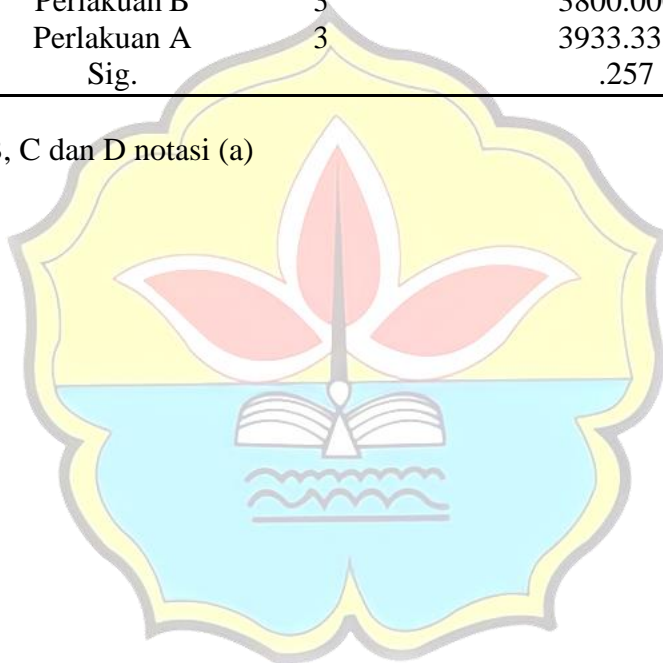 Perlakuan B 3 3800.00
Perlakuan A 3 3933.33
Sig. .257
, C dan D notasi (a)